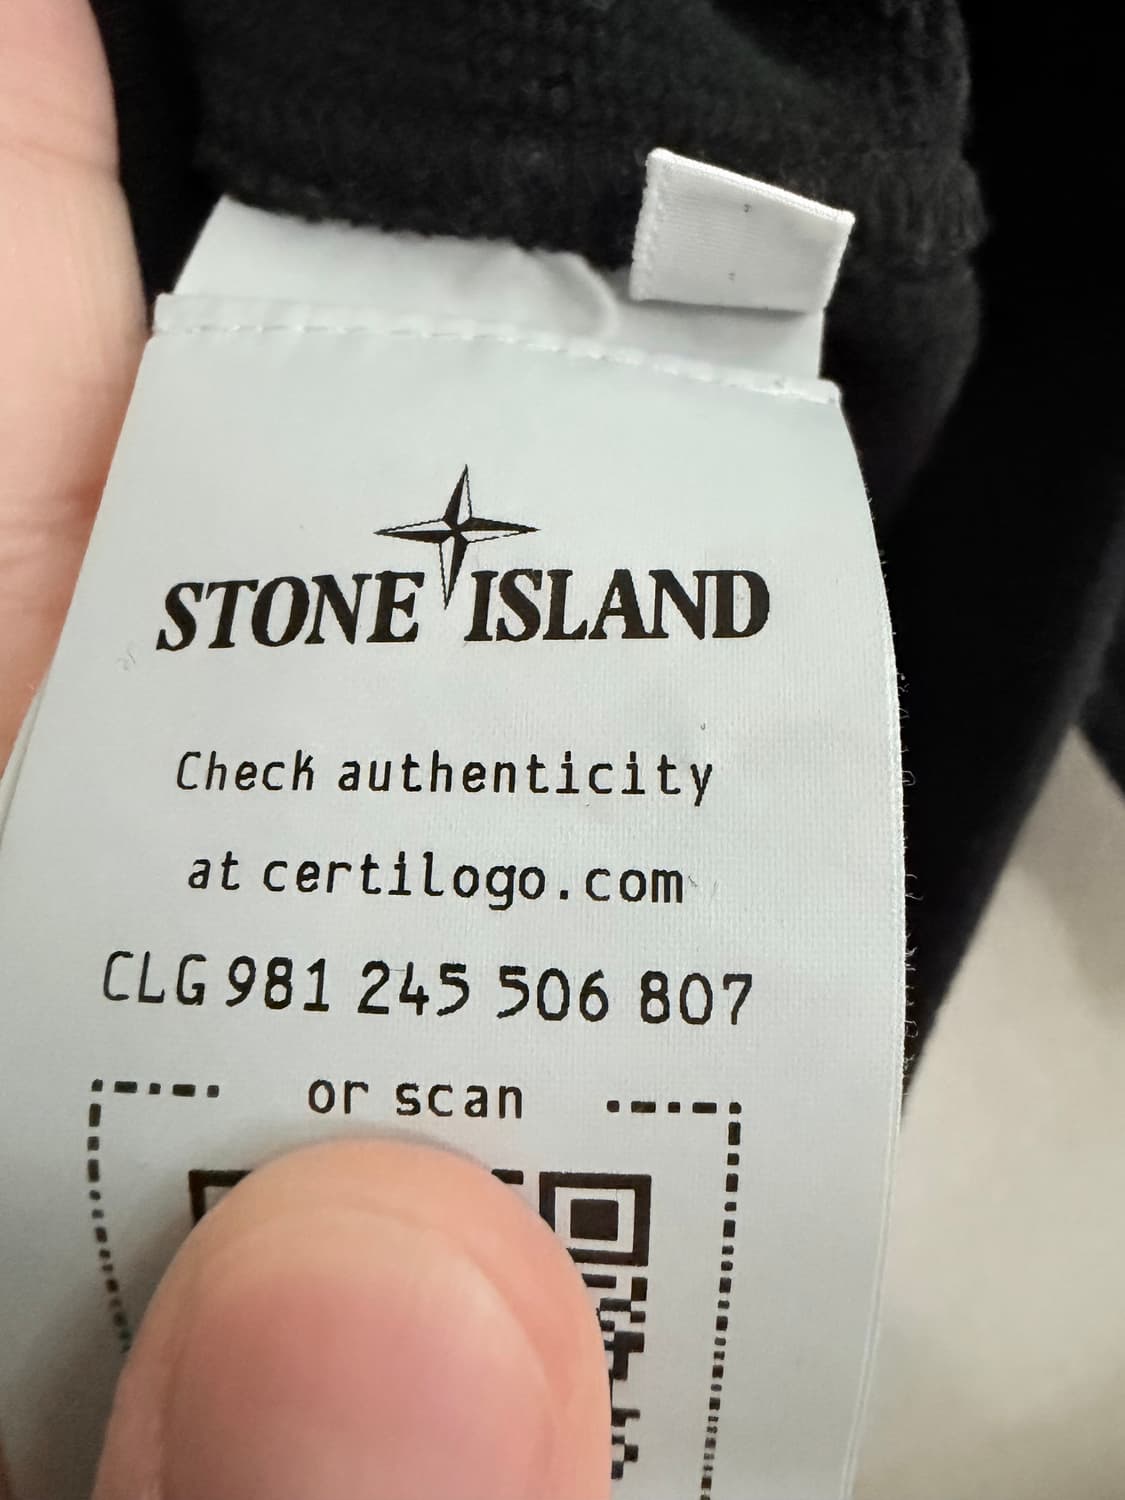 STONE ISLAND
Check authenticity
at certilogo.com
CLG 981 245 506 807
or scan